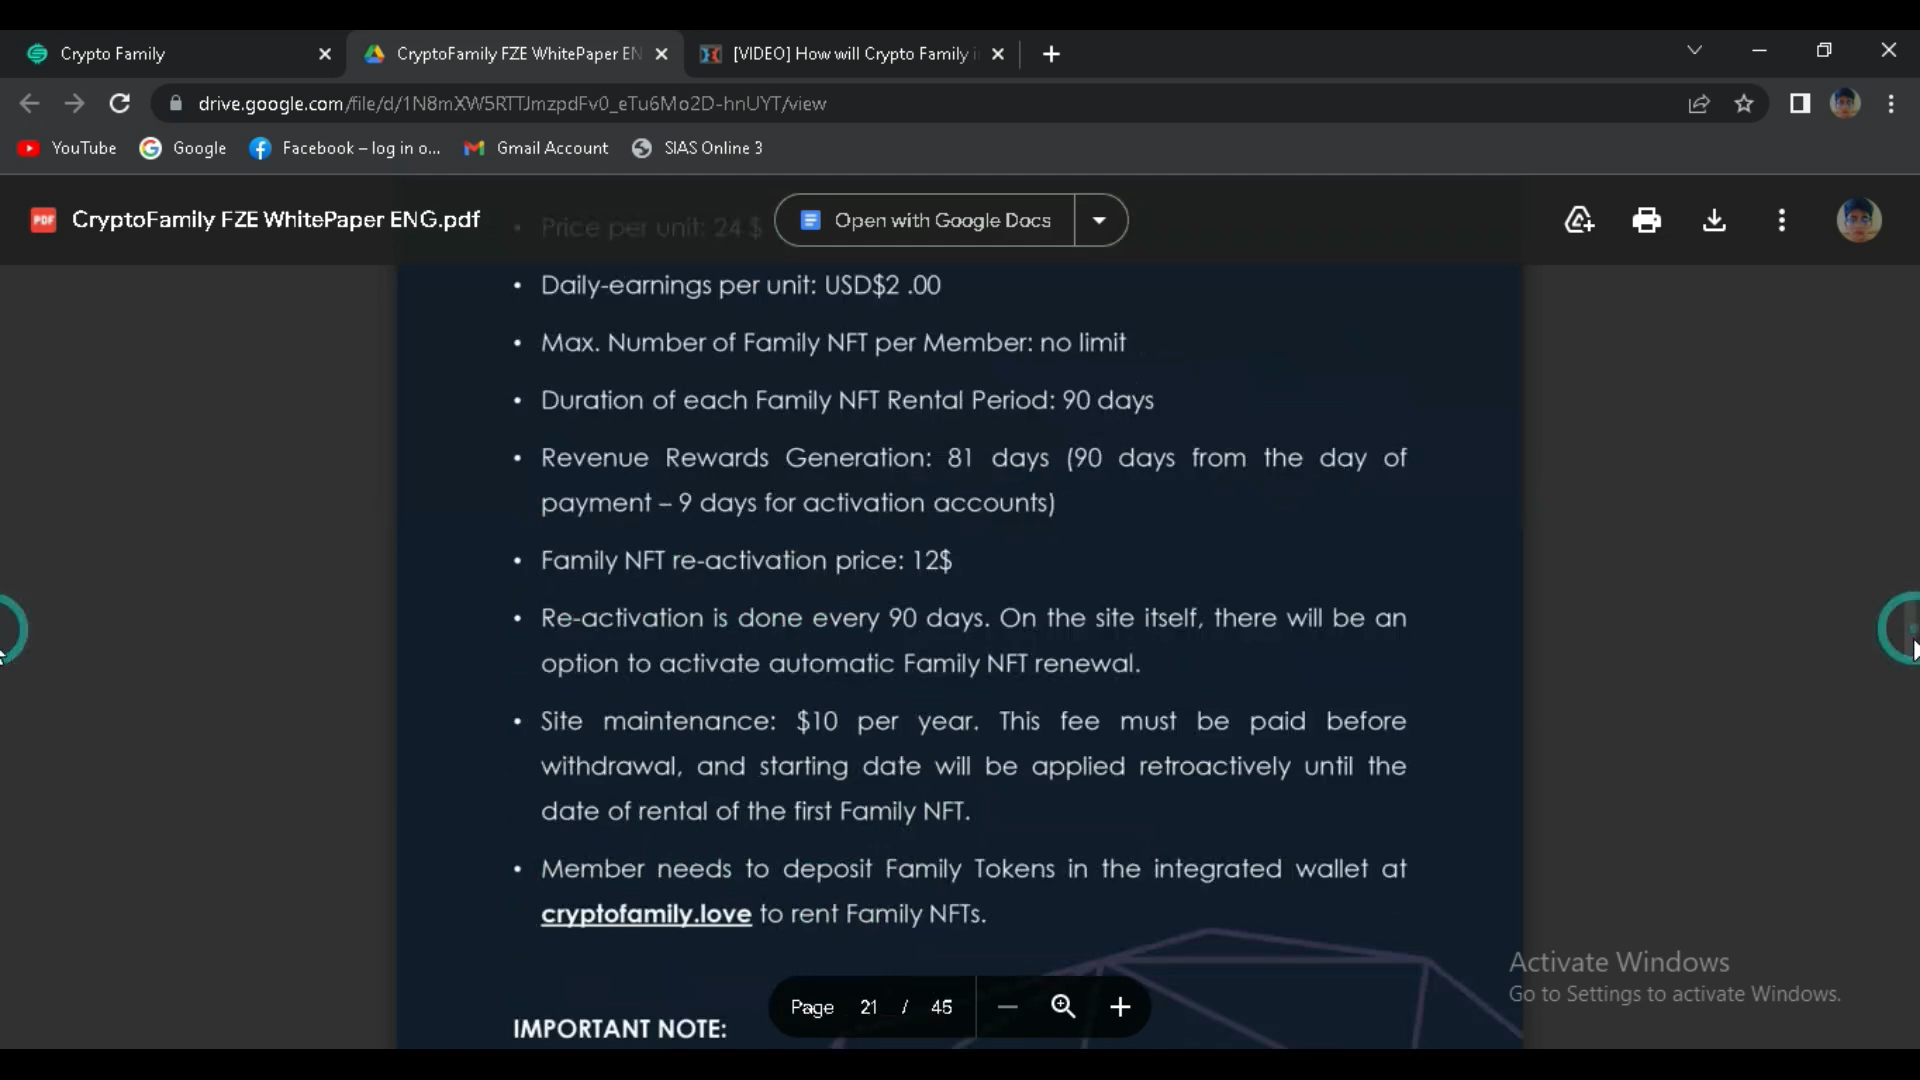 Crypto Family
CryptoFamily FZE WhitePaper EN
[VIDEO] How will Crypto Family i
drive.google.com/file/d/1N8mXW5RTTJmzpdFv0_eTu6Mo2D-hnUYT/view
YouTube
Google
Facebook – log in o...
Gmail Account
SIAS Online 3
PDF
CryptoFamily FZE WhitePaper ENG.pdf
Open with Google Docs
• Price per unit: 24 $
• Daily-earnings per unit: USD$2 .00
• Max. Number of Family NFT per Member: no limit
• Duration of each Family NFT Rental Period: 90 days
• Revenue Rewards Generation: 81 days (90 days from the day of
payment – 9 days for activation accounts)
• Family NFT re-activation price: 12$
• Re-activation is done every 90 days. On the site itself, there will be an
option to activate automatic Family NFT renewal.
• Site maintenance: $10 per year. This fee must be paid before
withdrawal, and starting date will be applied retroactively until the
date of rental of the first Family NFT.
• Member needs to deposit Family Tokens in the integrated wallet at
cryptofamily.love to rent Family NFTs.
IMPORTANT NOTE:
Page 21 / 45
Activate Windows
Go to Settings to activate Windows.